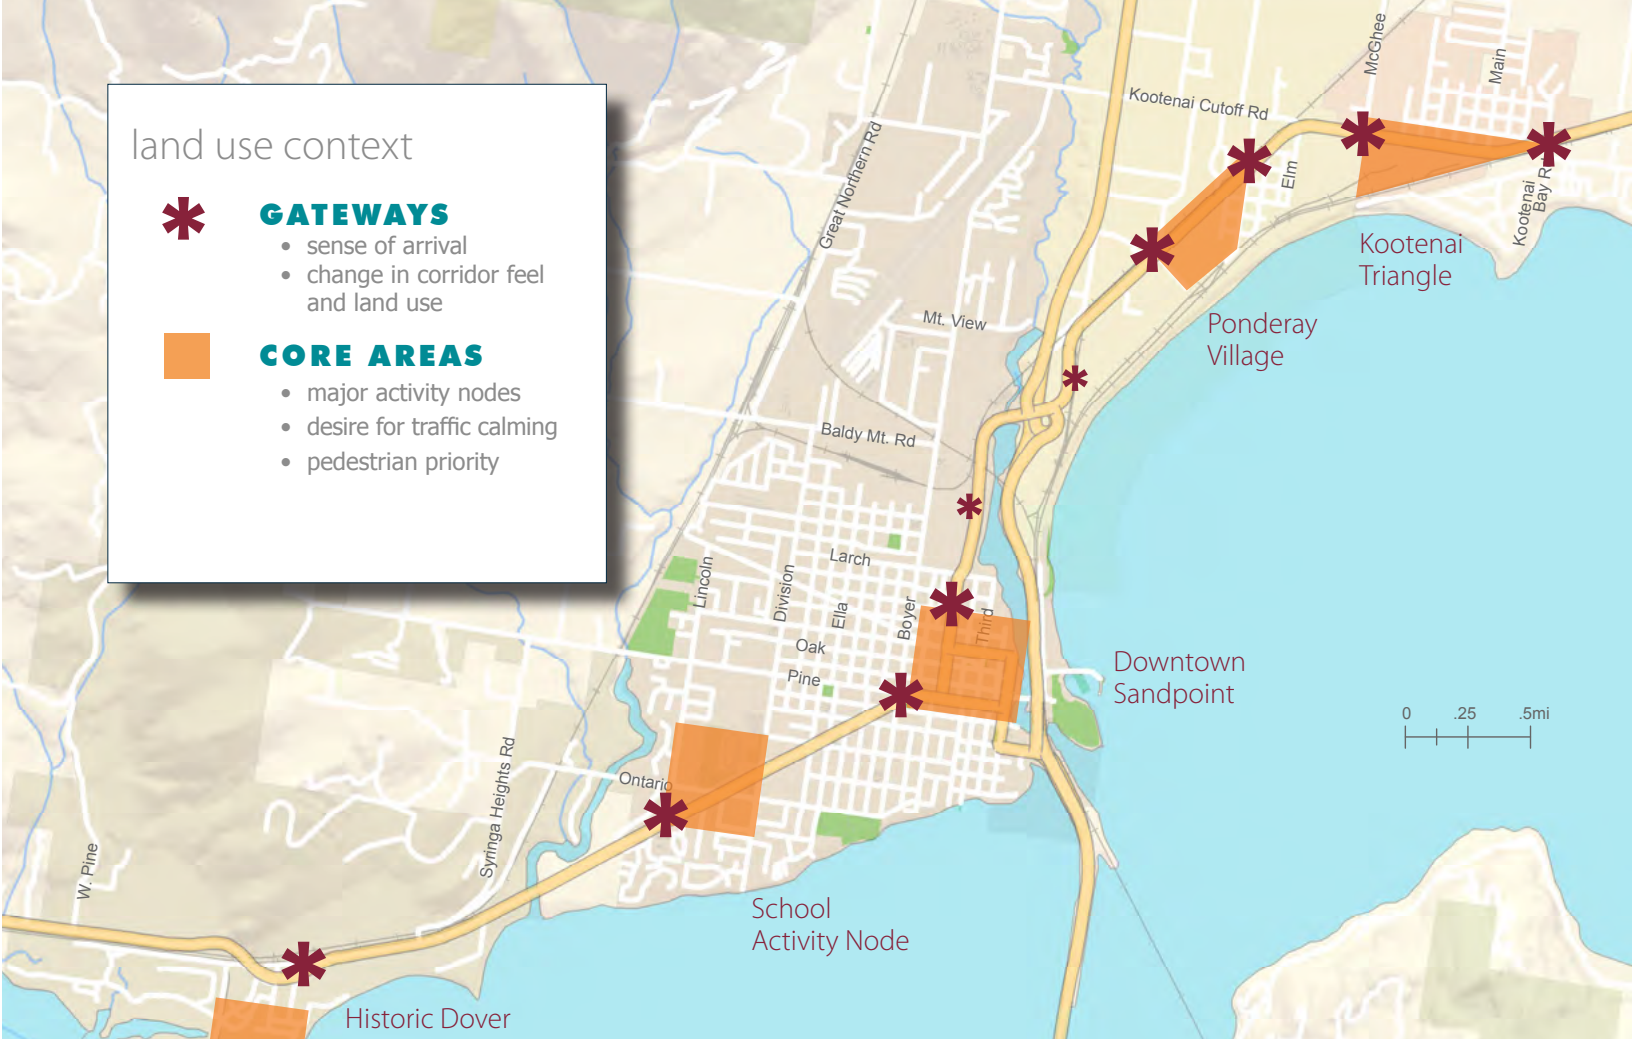 land use context
GATEWAYS
• sense of arrival
• change in corridor feel
and land use
CORE AREAS
• major activity nodes
• desire for traffic calming
• pedestrian priority
Great Northern Rd
Kootenai Cutoff Rd
McGhee
Main
Elm
Kootenai
Bay Rd
Kootenai
Triangle
Ponderay
Village
Mt. View
Baldy Mt. Rd
Larch
Lincoln
Division
Ella
Boyer
Third
Oak
Pine
Downtown
Sandpoint
0 .25 .5mi
Ontario
Syringa Heights Rd
W. Pine
School
Activity Node
Historic Dover